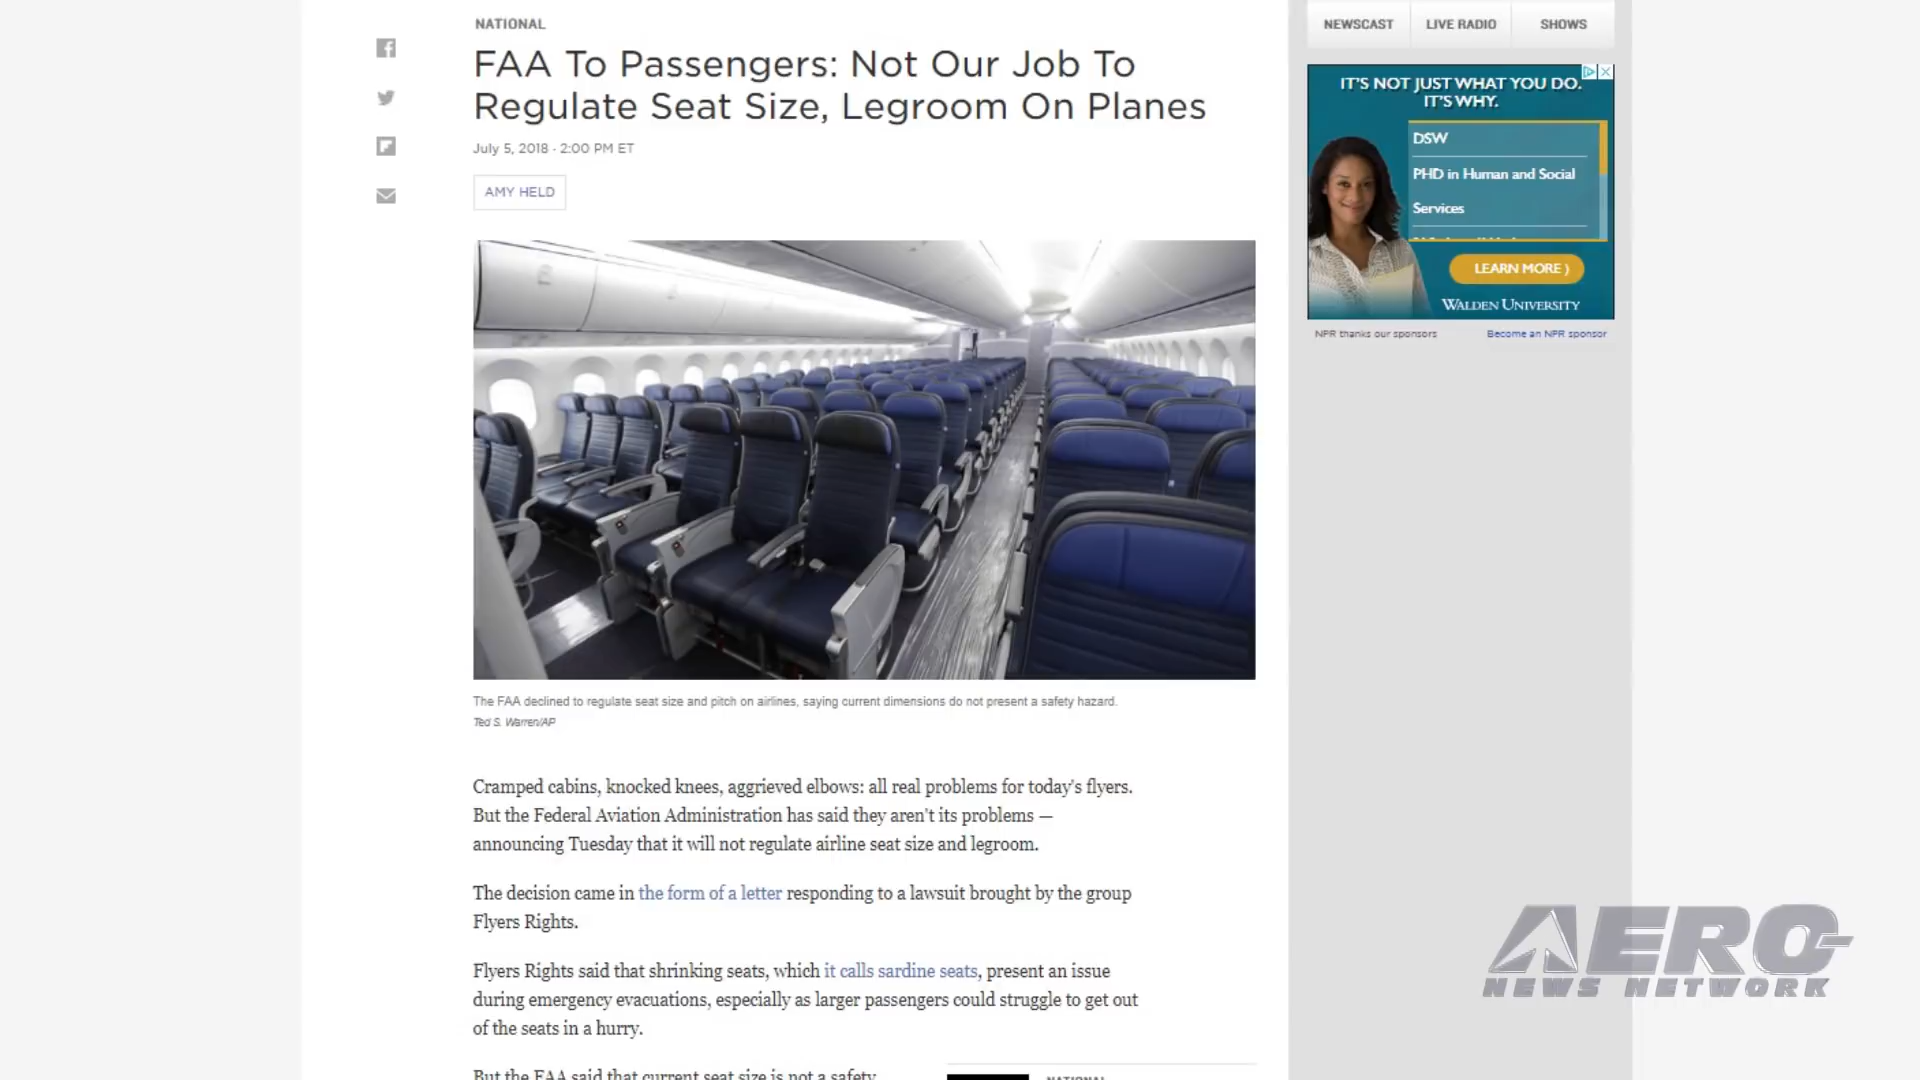 NATIONAL
FAA To Passengers: Not Our Job To
Regulate Seat Size, Legroom On Planes
July 5, 2018 · 2:00 PM ET
AMY HELD
The FAA declined to regulate seat size and pitch on airlines, saying current dimensions do not present a safety hazard.
Ted S. Warren/AP
Cramped cabins, knocked knees, aggrieved elbows: all real problems for today's flyers.
But the Federal Aviation Administration has said they aren't its problems —
announcing Tuesday that it will not regulate airline seat size and legroom.
The decision came in the form of a letter responding to a lawsuit brought by the group
Flyers Rights.
Flyers Rights said that shrinking seats, which it calls sardine seats, present an issue
during emergency evacuations, especially as larger passengers could struggle to get out
of the seats in a hurry.
But the FAA said that current seat size is not a safety
NATIONAL
NEWSCAST
LIVE RADIO
SHOWS
IT'S NOT JUST WHAT YOU DO.
IT'S WHY.
DSW
PHD in Human and Social
Services
LEARN MORE )
WALDEN UNIVERSITY
NPR thanks our sponsors
Become an NPR sponsor
AERO-
NEWS NETWORK